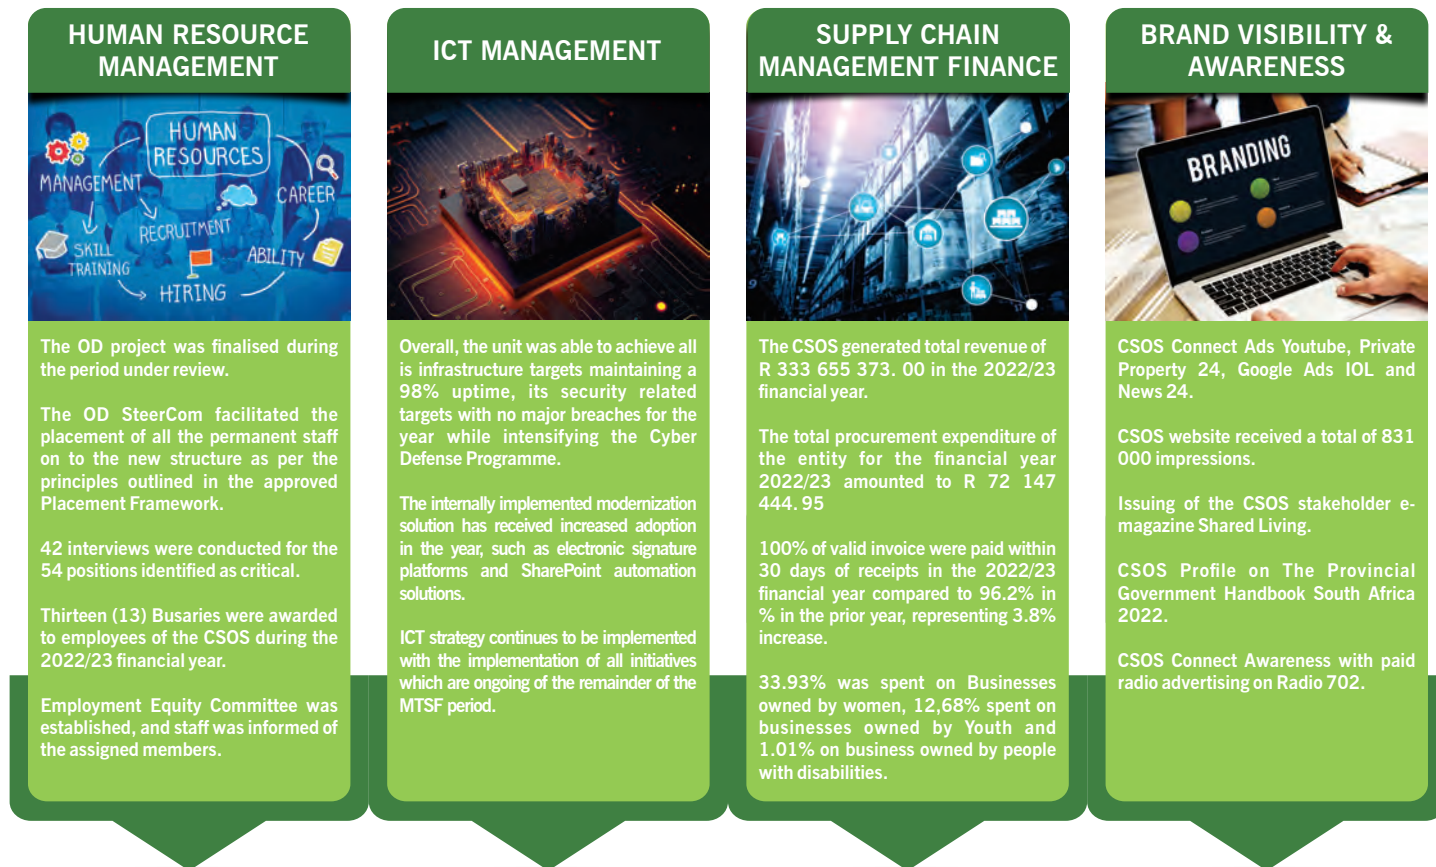 HUMAN RESOURCE
MANAGEMENT
HUMAN
RESOURCES
MANAGEMENT
CAREER
RECRUITMENT
SKILL
TRAINING
ABILITY
HIRING
The OD project was finalised during
the period under review.
The OD SteerCom facilitated the
placement of all the permanent staff
on to the new structure as per the
principles outlined in the approved
Placement Framework.
42 interviews were conducted for the
54 positions identified as critical.
Thirteen (13) Busaries were awarded
to employees of the CSOS during the
2022/23 financial year.
Employment Equity Committee was
established, and staff was informed of
the assigned members.
ICT MANAGEMENT
Overall, the unit was able to achieve all
is infrastructure targets maintaining a
98% uptime, its security related
targets with no major breaches for the
year while intensifying the Cyber
Defense Programme.
The internally implemented modernization
solution has received increased adoption
in the year, such as electronic signature
platforms and SharePoint automation
solutions.
ICT strategy continues to be implemented
with the implementation of all initiatives
which are ongoing of the remainder of the
MTSF period.
SUPPLY CHAIN
MANAGEMENT FINANCE
The CSOS generated total revenue of
R 333 655 373. 00 in the 2022/23
financial year.
The total procurement expenditure of
the entity for the financial year
2022/23 amounted to R 72 147
444. 95
100% of valid invoice were paid within
30 days of receipts in the 2022/23
financial year compared to 96.2% in
% in the prior year, representing 3.8%
increase.
33.93% was spent on Businesses
owned by women, 12,68% spent on
businesses owned by Youth and
1.01% on business owned by people
with disabilities.
BRAND VISIBILITY &
AWARENESS
BRANDING
CSOS Connect Ads Youtube, Private
Property 24, Google Ads IOL and
News 24.
CSOS website received a total of 831
000 impressions.
Issuing of the CSOS stakeholder e-
magazine Shared Living.
CSOS Profile on The Provincial
Government Handbook South Africa
2022.
CSOS Connect Awareness with paid
radio advertising on Radio 702.